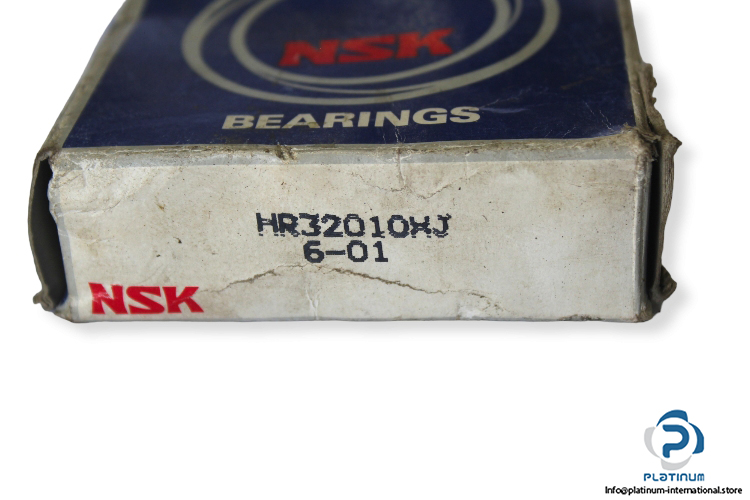 NSK
BEARINGS
HR32010XJ
6-01
NSK
PLATINUM
Info@platinum-international.store